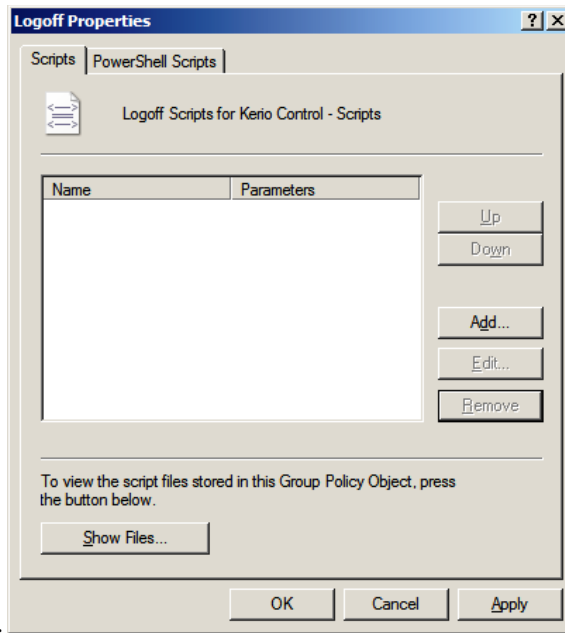 Logoff Properties
Scripts
PowerShell Scripts
Logoff Scripts for Kerio Control - Scripts
Name
Parameters
Up
Down
Add...
Edit...
Remove
To view the script files stored in this Group Policy Object, press
the button below.
Show Files...
OK
Cancel
Apply